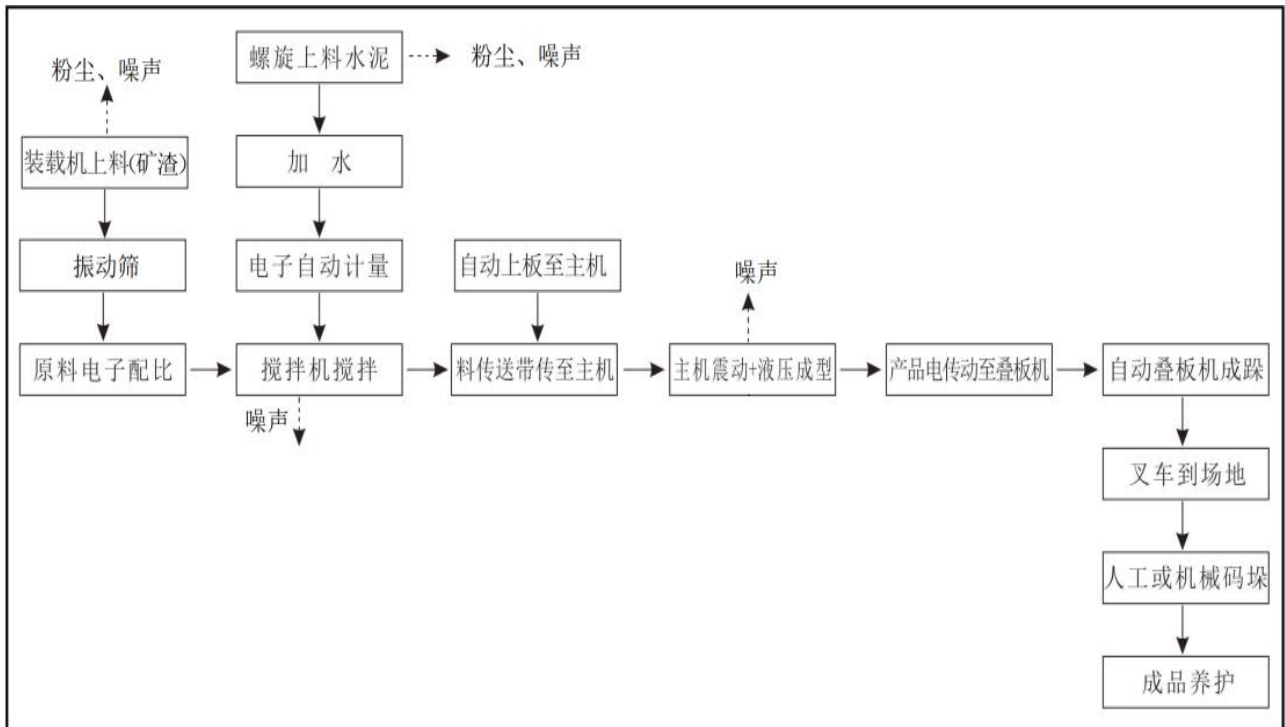 螺旋上料水泥
粉尘、噪声
粉尘、噪声
装载机上料(矿渣)
加 水
振动筛
电子自动计量
自动上板至主机
噪声
原料电子配比
搅拌机搅拌
料传送带传至主机
主机震动+液压成型
产品电传动至叠板机
自动叠板机成跺
噪声
叉车到场地
人工或机械码垛
成品养护